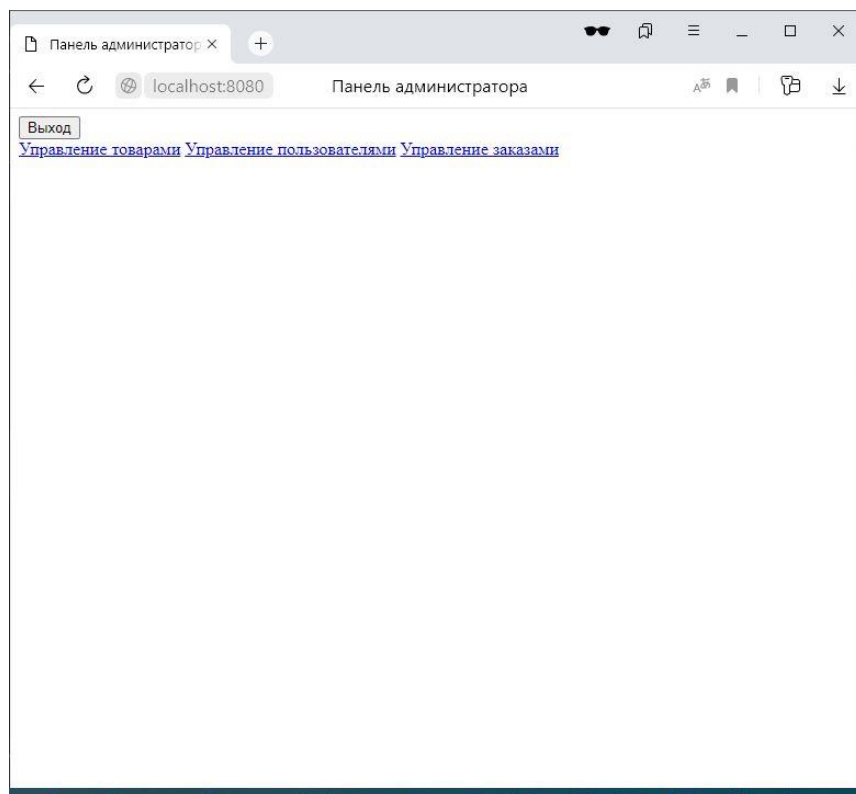 Панель администратор
localhost:8080 Панель администратора
Выход
Управление товарами Управление пользователями Управление заказами